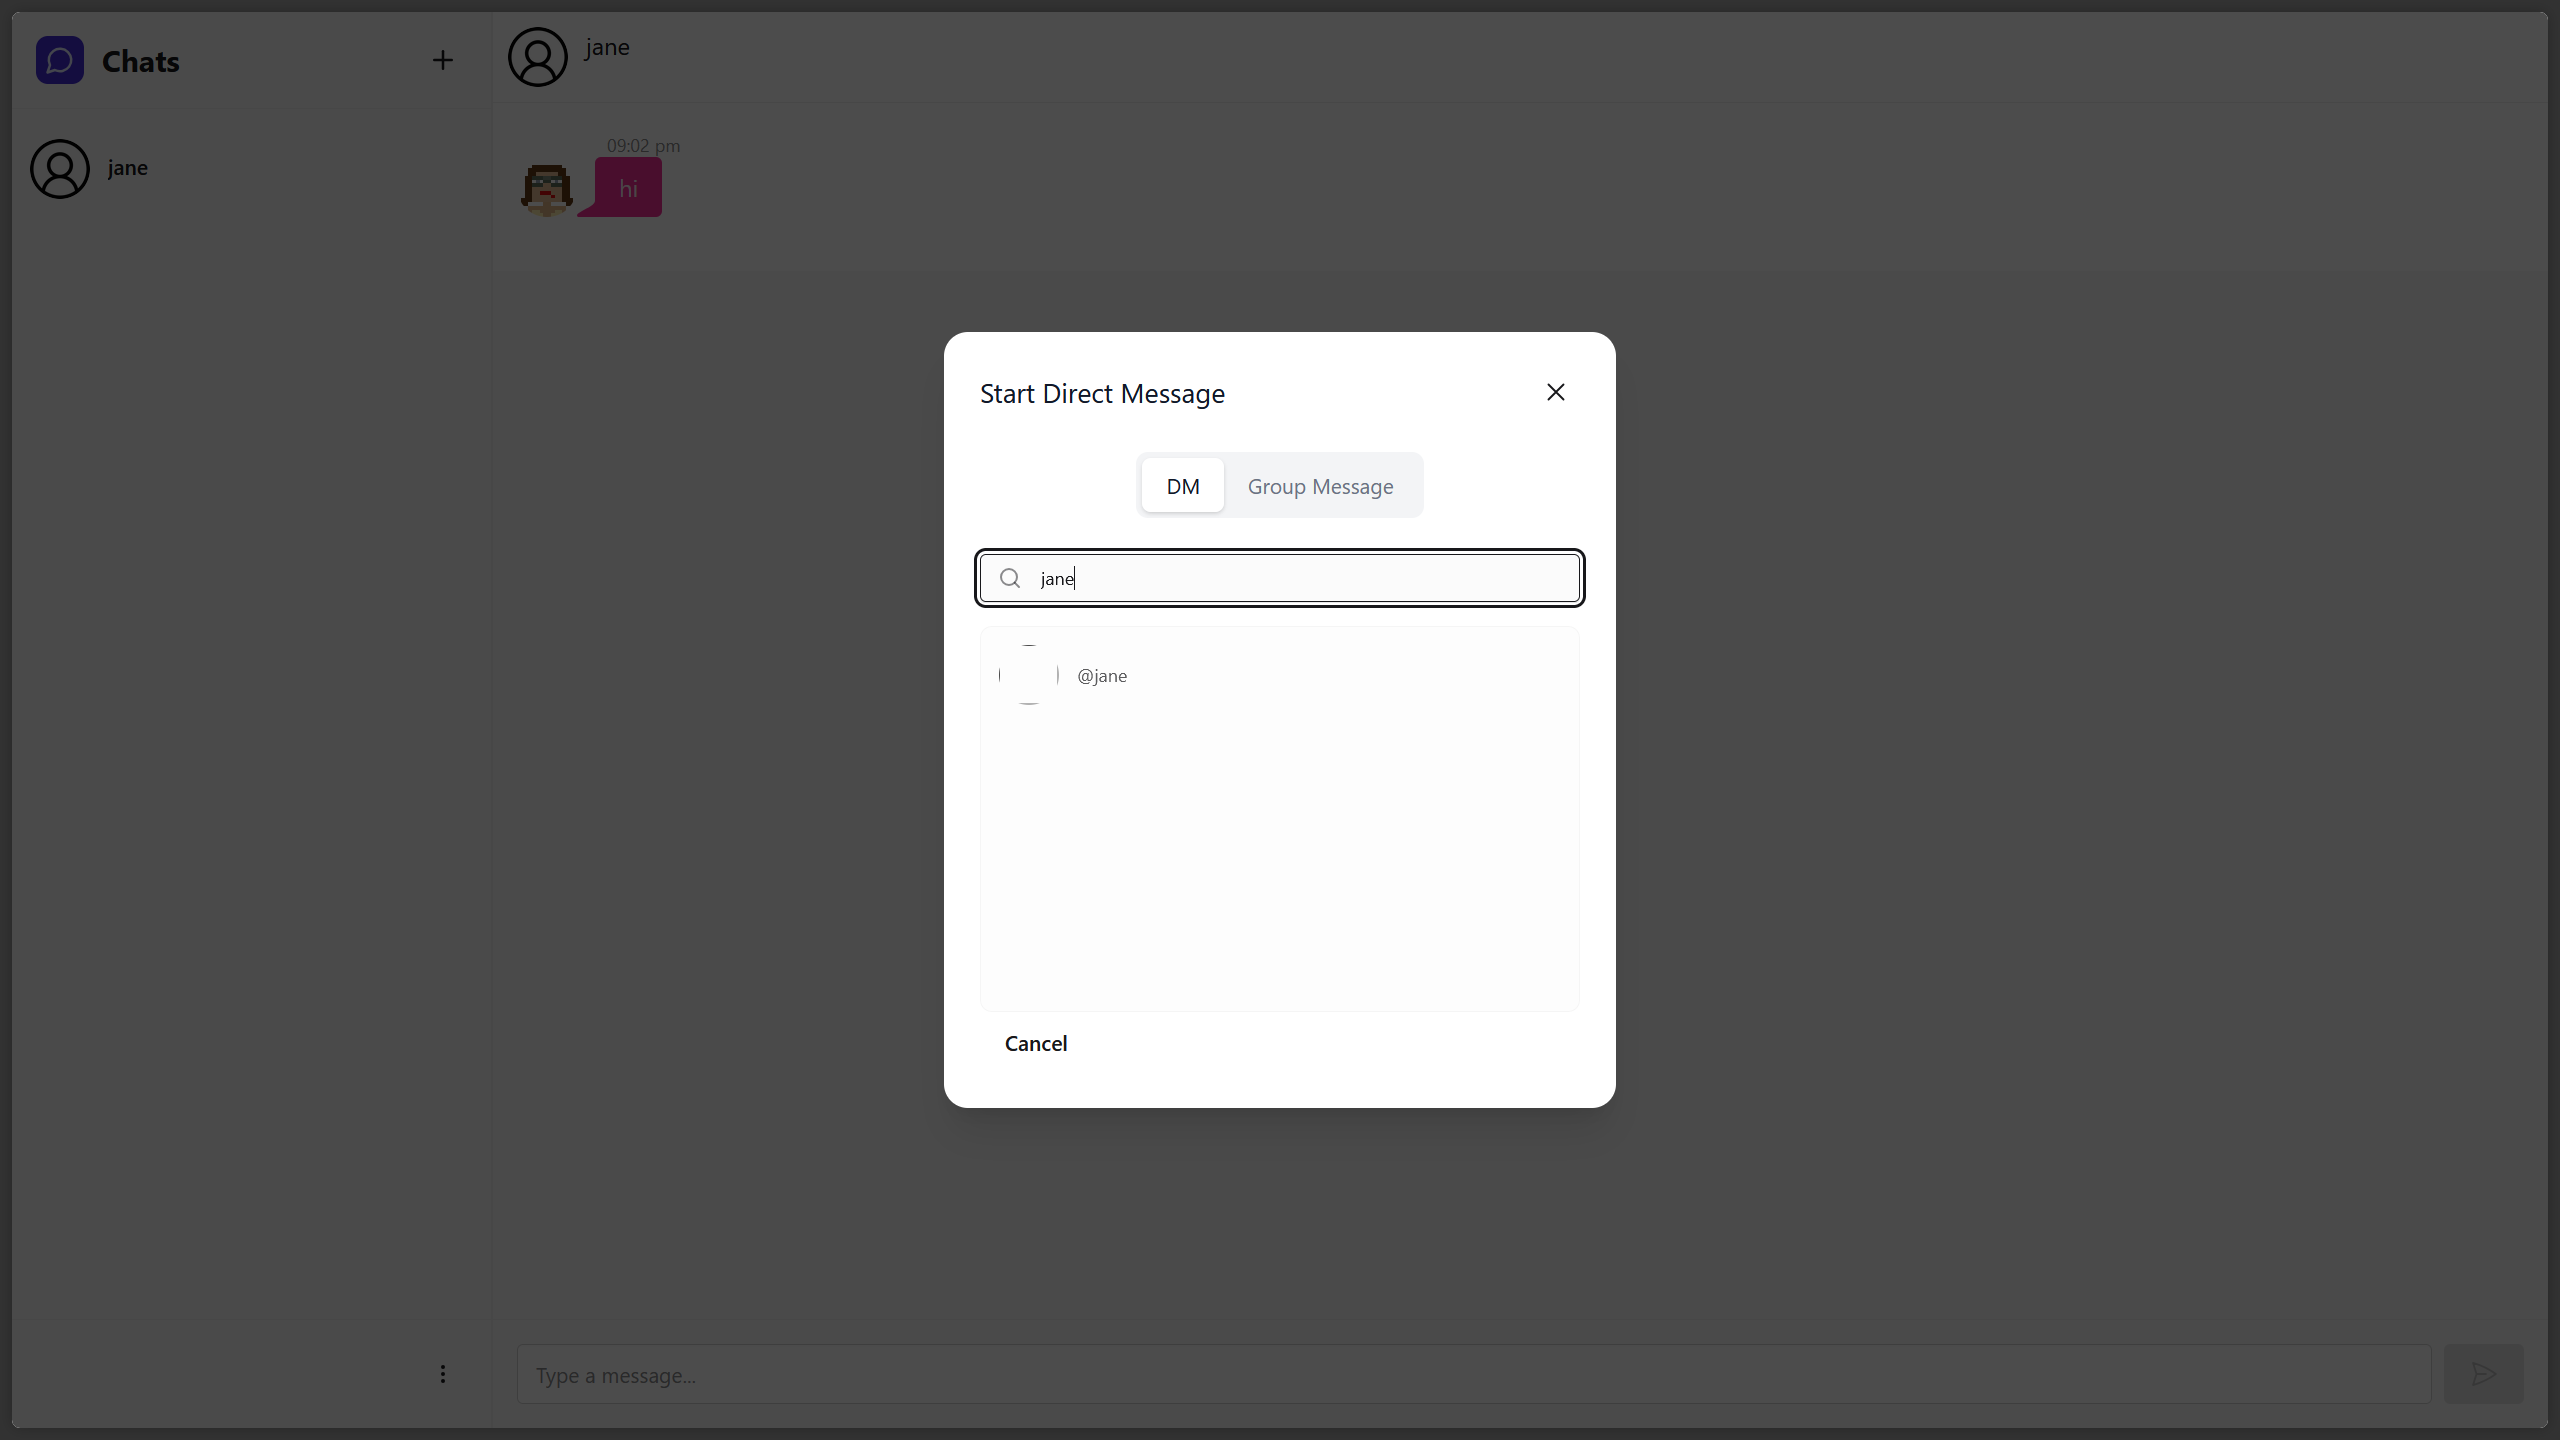 Chats
jane
jane
09:02 pm
hi
Start Direct Message
DM
Group Message
jane
@jane
Cancel
Type a message...